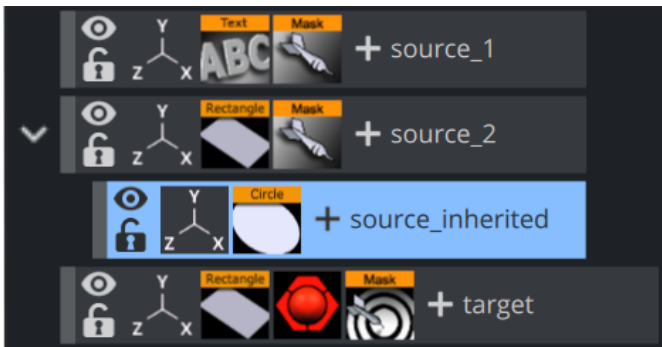 Y Z X Text ABC Mask + source_1
Y Z X Rectangle Mask + source_2
Y Z X Circle + source_inherited
Y Z X Rectangle Mask + target